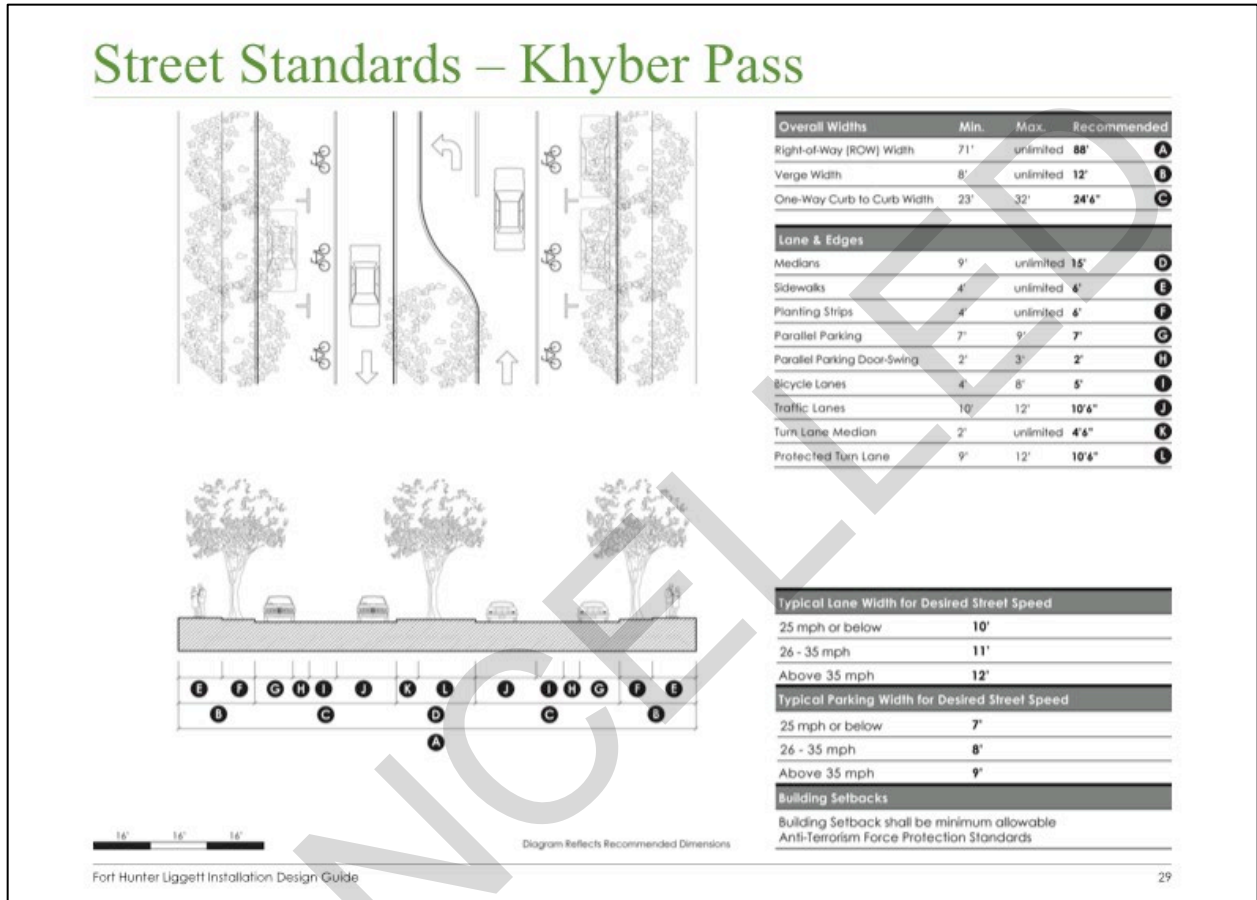 Street Standards – Khyber Pass
Overall Widths Min. Max. Recommended
Right-of-Way (ROW) Width 71' unlimited 88' A
Verge Width 8' unlimited 12' B
One-Way Curb to Curb Width 23' 32' 24'6" C
Lane & Edges
Medians 9' unlimited 15' D
Sidewalks 4' unlimited 6' E
Planting Strips 4' unlimited 6' F
Parallel Parking 7' 9' 7' G
Parallel Parking Door-Swing 2' 3' 2' H
Bicycle Lanes 4' 8' 5' I
Traffic Lanes 10' 12' 10'6" J
Turn Lane Median 2' unlimited 4'6" K
Protected Turn Lane 9' 12' 10'6" L
E F G H I J K L J I H G F E
B C D C B
A
Typical Lane Width for Desired Street Speed
25 mph or below 10'
26 - 35 mph 11'
Above 35 mph 12'
Typical Parking Width for Desired Street Speed
25 mph or below 7'
26 - 35 mph 8'
Above 35 mph 9'
Building Setbacks
Building Setback shall be minimum allowable
Anti-Terrorism Force Protection Standards
16' 16' 16'
Diagram Reflects Recommended Dimensions
Fort Hunter Liggett Installation Design Guide 29
NCELLED